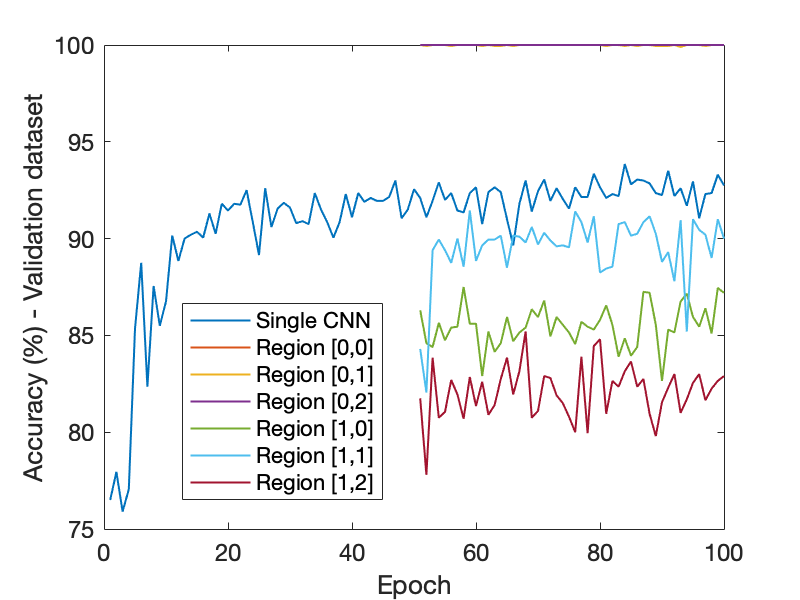 100
95
90
85
80
75
0
20
40
60
80
100
Accuracy (%) - Validation dataset
Epoch
Single CNN
Region [0,0]
Region [0,1]
Region [0,2]
Region [1,0]
Region [1,1]
Region [1,2]